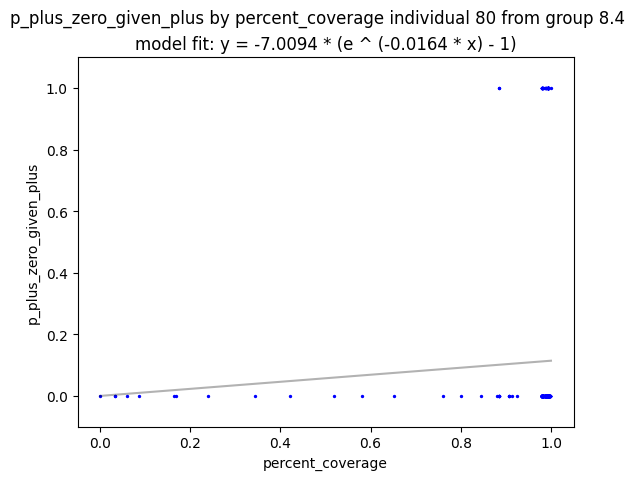 p_plus_zero_given_plus by percent_coverage individual 80 from group 8.4
model fit: y = -7.0094 * (e ^ (-0.0164 * x) - 1)
1.0
0.8
0.6
0.4
0.2
0.0
p_plus_zero_given_plus
0.0 0.2 0.4 0.6 0.8 1.0
percent_coverage